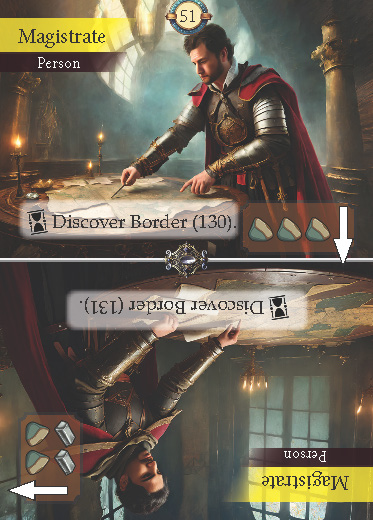 51
Magistrate
Person
Discover Border (130).
Discover Border (131).
Person
Magistrate